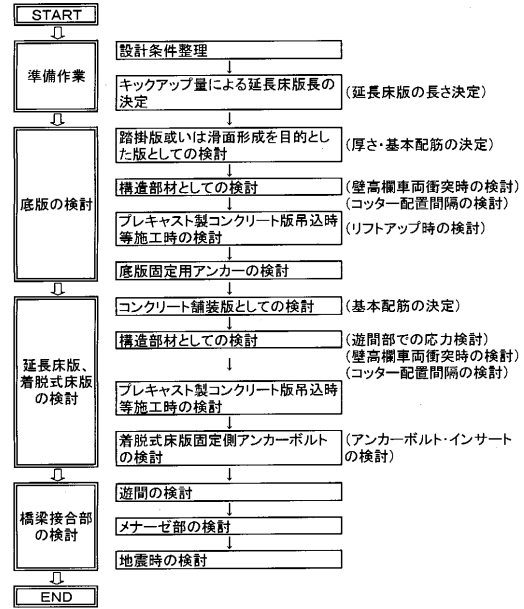 START
準備作業
設計条件整理
キックアップ量による延長床版長の
決定
(延長床版の長さ決定)
底版の検討
踏掛版或いは滑面形成を目的とし
た版としての検討
(厚さ・基本配筋の決定)
構造部材としての検討
(壁高欄車両衝突時の検討)
(コッター配置間隔の検討)
プレキャスト製コンクリート版吊込時
等施工時の検討
(リフトアップ時の検討)
底版固定用アンカーの検討
延長床版、
着脱式床版
の検討
コンクリート舗装版としての検討
(基本配筋の決定)
構造部材としての検討
(遊間部での応力検討)
(壁高欄車両衝突時の検討)
(コッター配置間隔の検討)
プレキャスト製コンクリート版吊込時
等施工時の検討
着脱式床版固定側アンカーボルト
の検討
(アンカーボルト・インサート
の検討)
橋梁接合部
の検討
遊間の検討
メナーゼ部の検討
地震時の検討
END